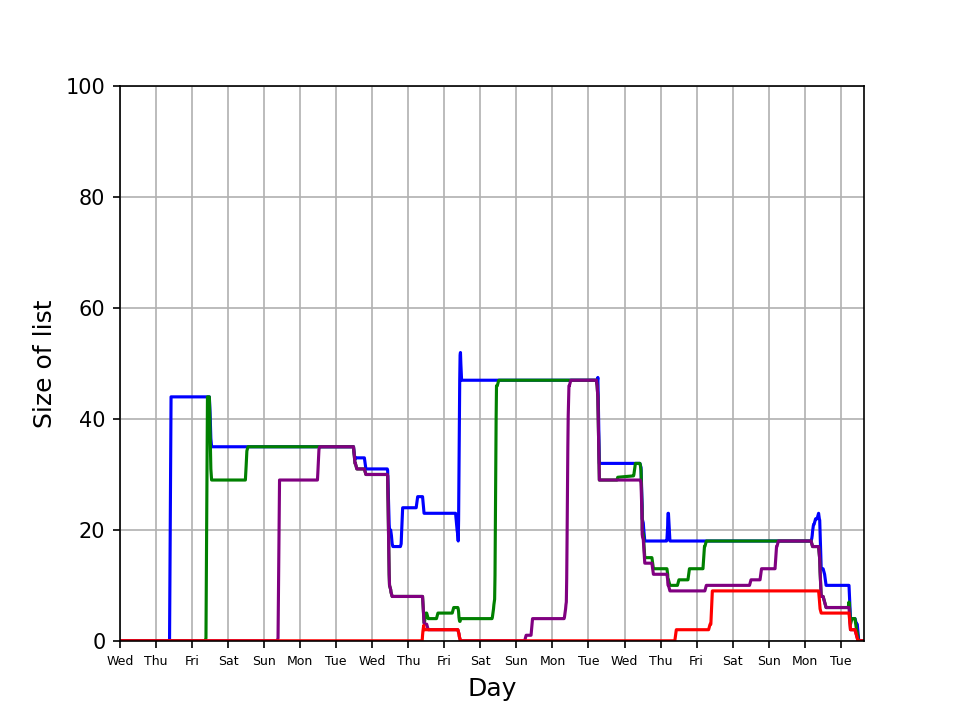 100
80
60
40
20
0
Size of list
Wed Thu Fri Sat Sun Mon Tue Wed Thu Fri Sat Sun Mon Tue Wed Thu Fri Sat Sun Mon Tue
Day